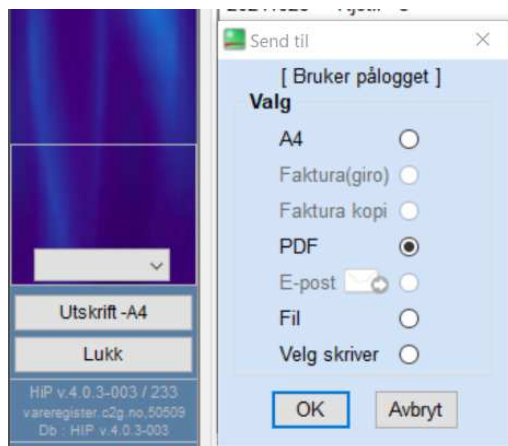 Send til
[ Bruker pålogget ]
Valg
A4
Faktura(giro)
Faktura kopi
PDF
E-post
Fil
Velg skriver
OK
Avbryt
Utskrift -A4
Lukk
HiP v.4.0.3-003 / 233
vareregister.c2g.no,50509
Db : HIP v.4.0.3-003